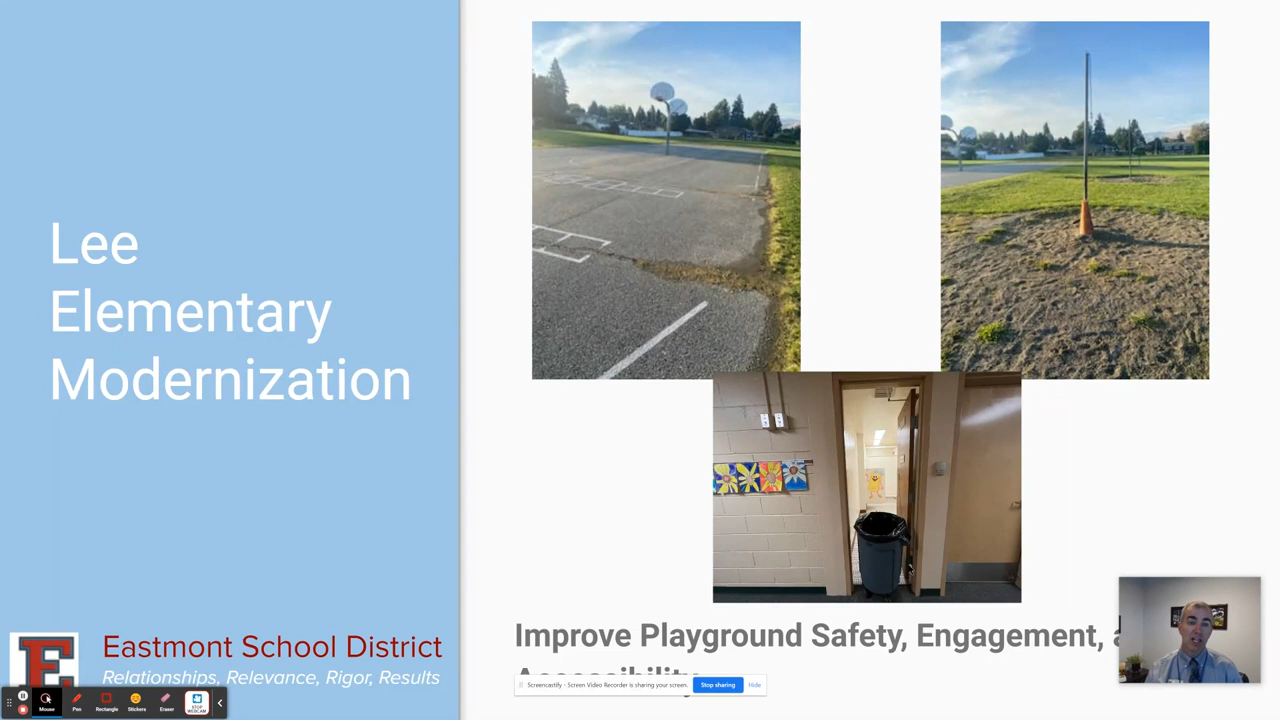 Lee
Elementary
Modernization
Improve Playground Safety, Engagement, a
Accessibility
Eastmont School District
Relationships, Relevance, Rigor, Results
Screencastify - Screen Video Recorder is sharing your screen.
Stop sharing
Hide
Mouse
Pen
Rectangle
Stickers
Eraser
STOP WEBCAM